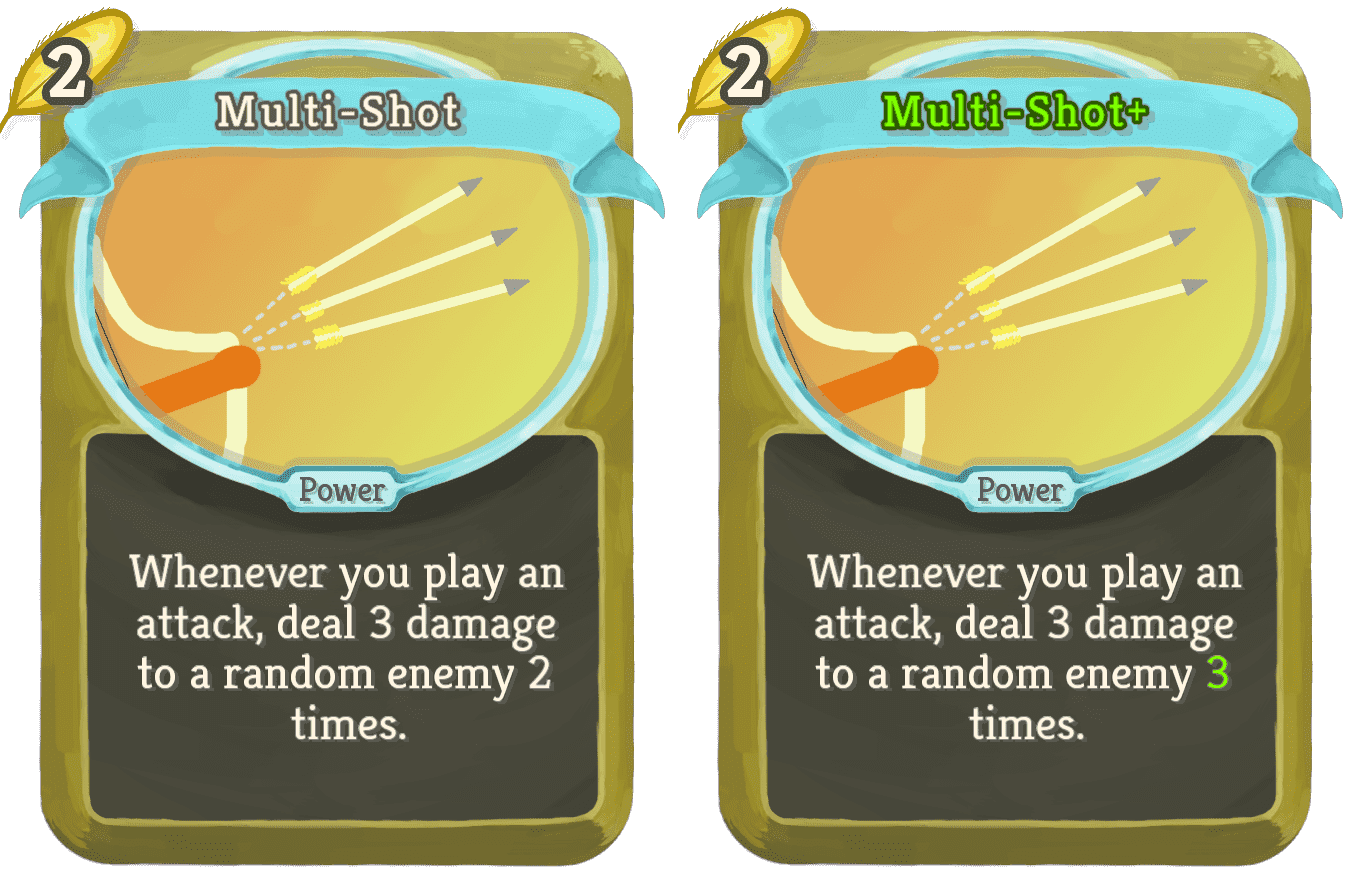 2
Multi-Shot
Power
Whenever you play an
attack, deal 3 damage
to a random enemy 2
times.
2
Multi-Shot+
Power
Whenever you play an
attack, deal 3 damage
to a random enemy 3
times.